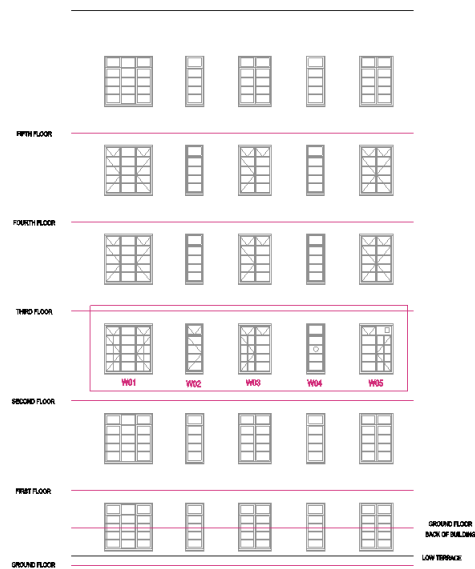 FIFTH FLOOR
FOURTH FLOOR
THIRD FLOOR
W01 W02 W03 W04 W05
SECOND FLOOR
FIRST FLOOR
GROUND FLOOR
BACK OF BUILDING
LOW TERRACE
GROUND FLOOR